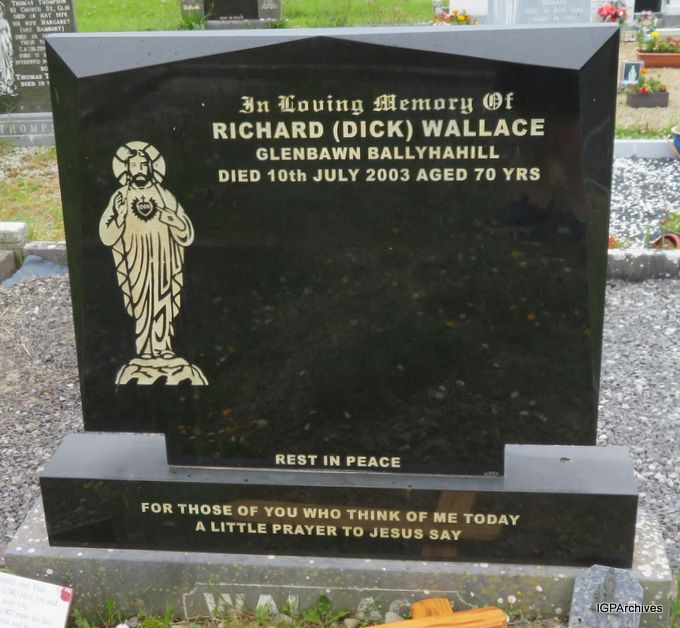 In Loving Memory Of
RICHARD (DICK) WALLACE
GLENBAWN BALLYHAHILL
DIED 10th JULY 2003 AGED 70 YRS
REST IN PEACE
FOR THOSE OF YOU WHO THINK OF ME TODAY
A LITTLE PRAYER TO JESUS SAY
WALLACE
IGPArchives